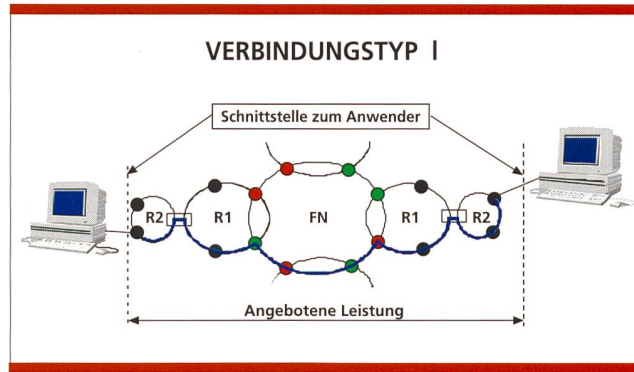 VERBINDUNGSTYP I
Schnittstelle zum Anwender
R2 R1 FN R1 R2
Angebotene Leistung